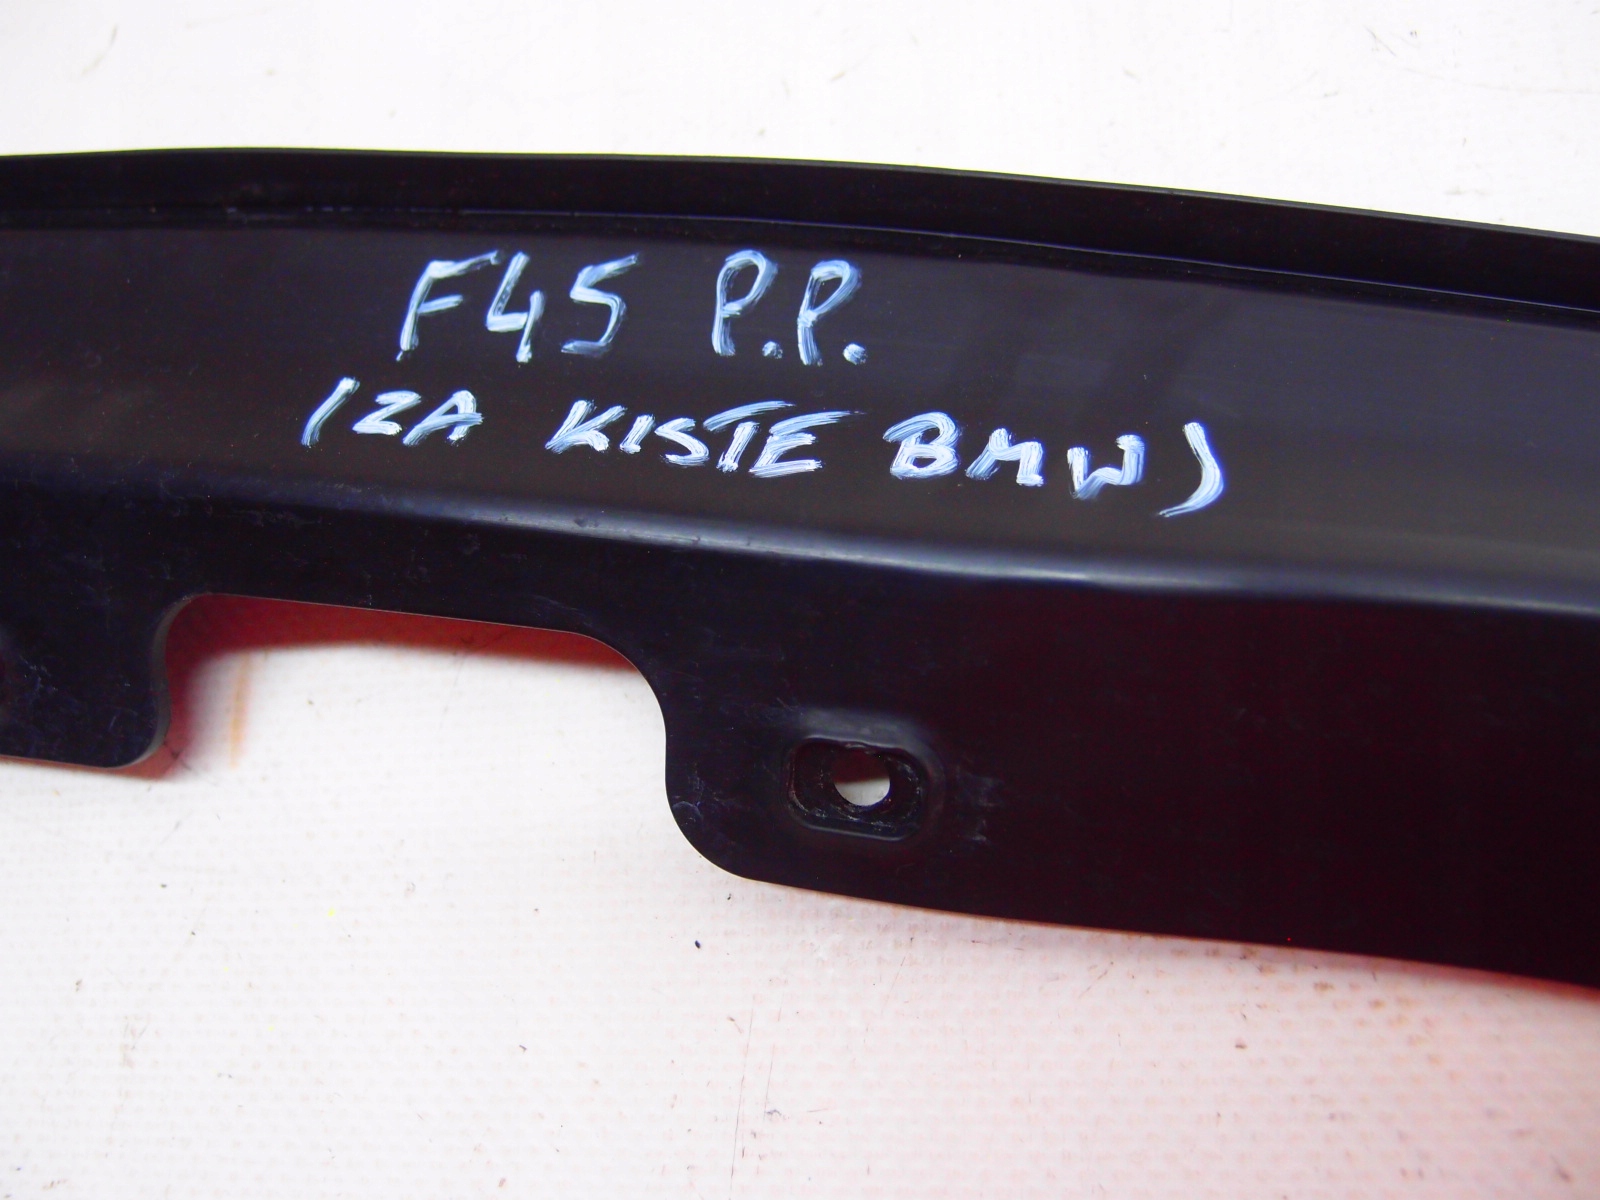 F45 P.P.
(ZA KISTE BMW)